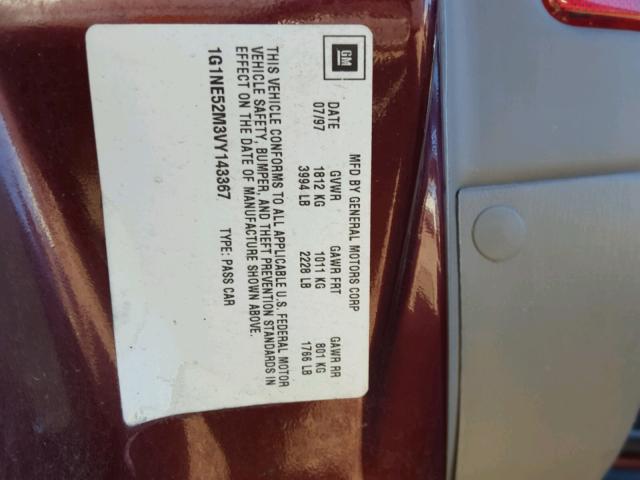 GM
MFD BY GENERAL MOTORS CORP
DATE GVWR GAWR FRT GAWR RR
07/97 1812 KG 1011 KG 801 KG
3994 LB 2228 LB 1766 LB
THIS VEHICLE CONFORMS TO ALL APPLICABLE U.S. FEDERAL MOTOR
VEHICLE SAFETY, BUMPER, AND THEFT PREVENTION STANDARDS IN
EFFECT ON THE DATE OF MANUFACTURE SHOWN ABOVE.
1G1NE52M3VY143367 TYPE: PASS CAR